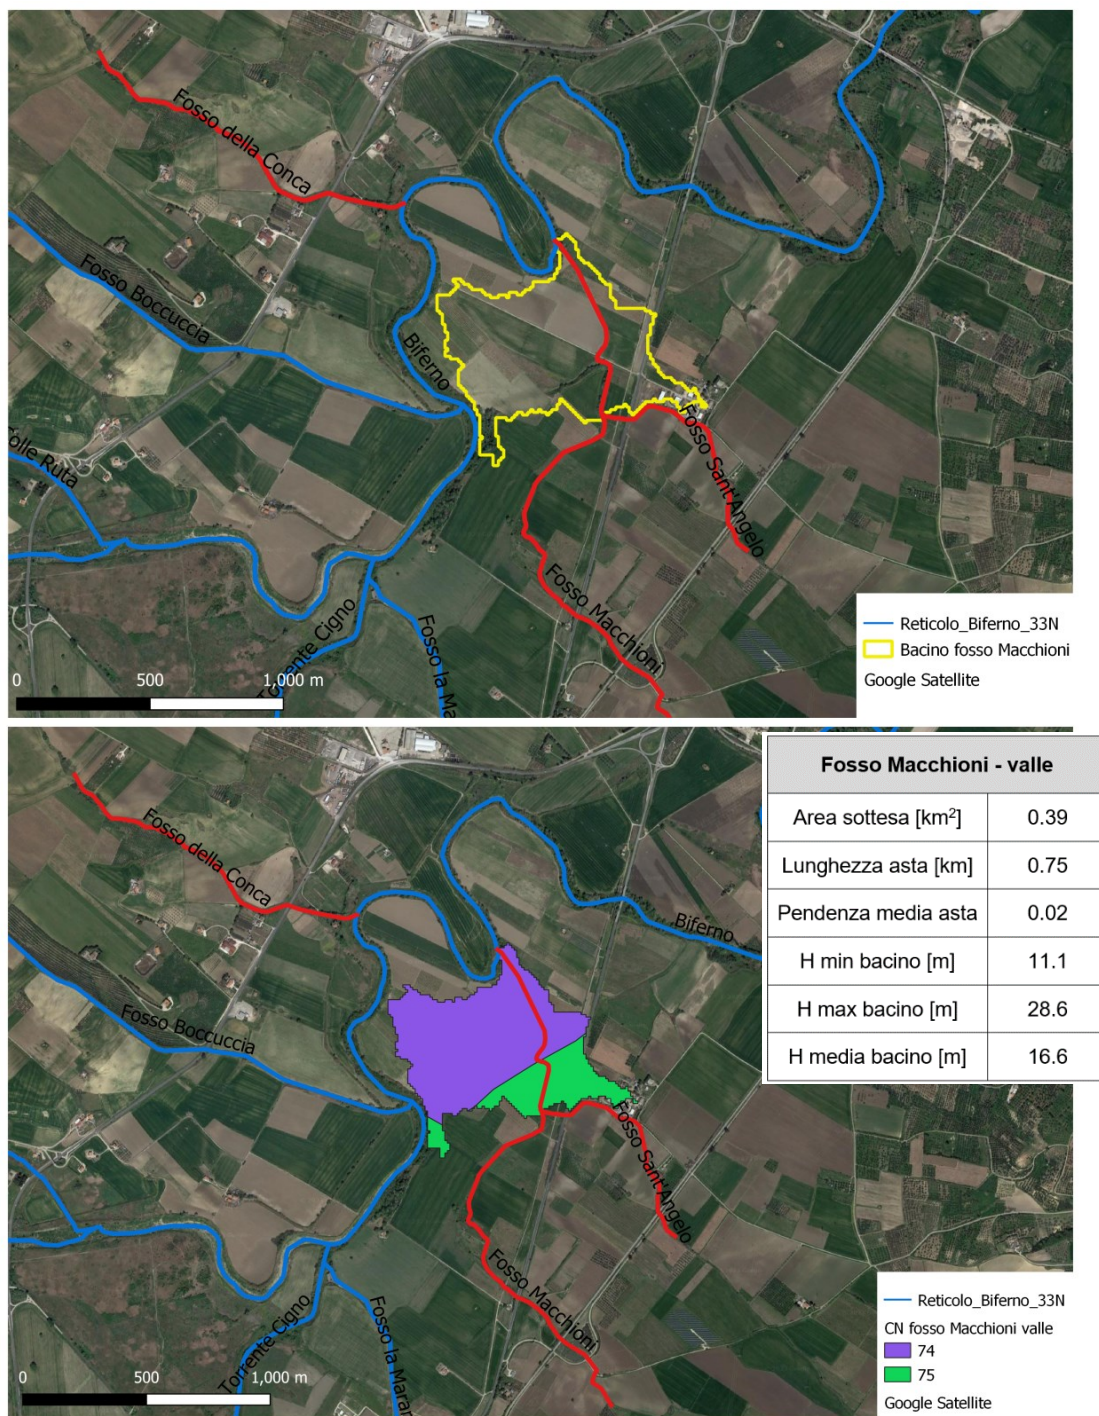 Fosso della Conca
Fosso Boccuccia
Biferno
olle Ruta
Fosso Sant'Angelo
Fosso Macchioni
Torrente Cigno
Fosso la Ma
Reticolo_Biferno_33N
Bacino fosso Macchioni
Google Satellite
0 500 1,000 m
Fosso Macchioni - valle
Area sottesa [km²] 0.39
Lunghezza asta [km] 0.75
Pendenza media asta 0.02
H min bacino [m] 11.1
H max bacino [m] 28.6
H media bacino [m] 16.6
Fosso della Conca
Biferno
Fosso Boccuccia
Fosso Sant'Angelo
Fosso Macchioni
Torrente Cigno
Fosso la Maran
Reticolo_Biferno_33N
CN fosso Macchioni valle
74
75
Google Satellite
0 500 1,000 m